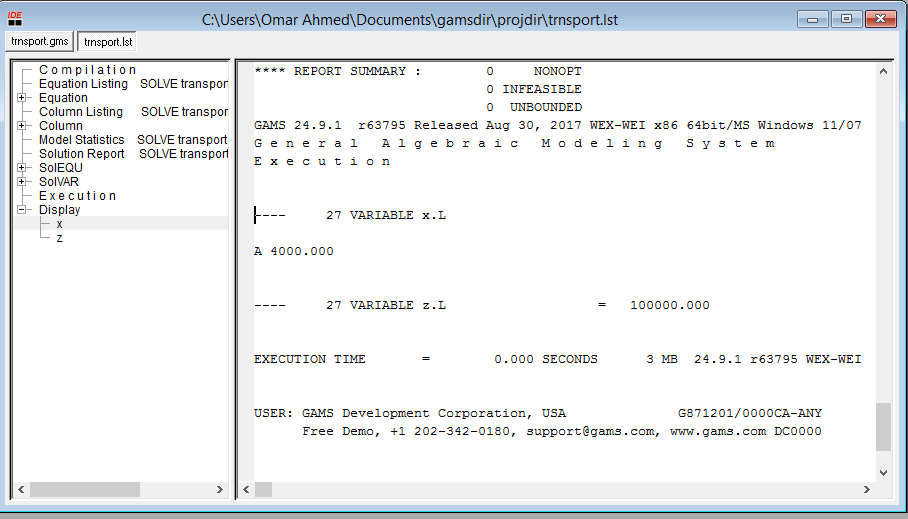 IDE
C:\Users\Omar Ahmed\Documents\gamsdir\projdir\trnsport.lst
trnsport.gms trnsport.lst
C o m p i l a t i o n
Equation Listing SOLVE transpor
Equation
Column Listing SOLVE transpor
Column
Model Statistics SOLVE transport
Solution Report SOLVE transport
SolEQU
SolVAR
E x e c u t i o n
Display
x
z
**** REPORT SUMMARY : 0 NONOPT
0 INFEASIBLE
0 UNBOUNDED
GAMS 24.9.1 r63795 Released Aug 30, 2017 WEX-WEI x86 64bit/MS Windows 11/07
G e n e r a l A l g e b r a i c M o d e l i n g S y s t e m
E x e c u t i o n
---- 27 VARIABLE x.L
A 4000.000
---- 27 VARIABLE z.L = 100000.000
EXECUTION TIME = 0.000 SECONDS 3 MB 24.9.1 r63795 WEX-WEI
USER: GAMS Development Corporation, USA G871201/0000CA-ANY
Free Demo, +1 202-342-0180, support@gams.com, www.gams.com DC0000